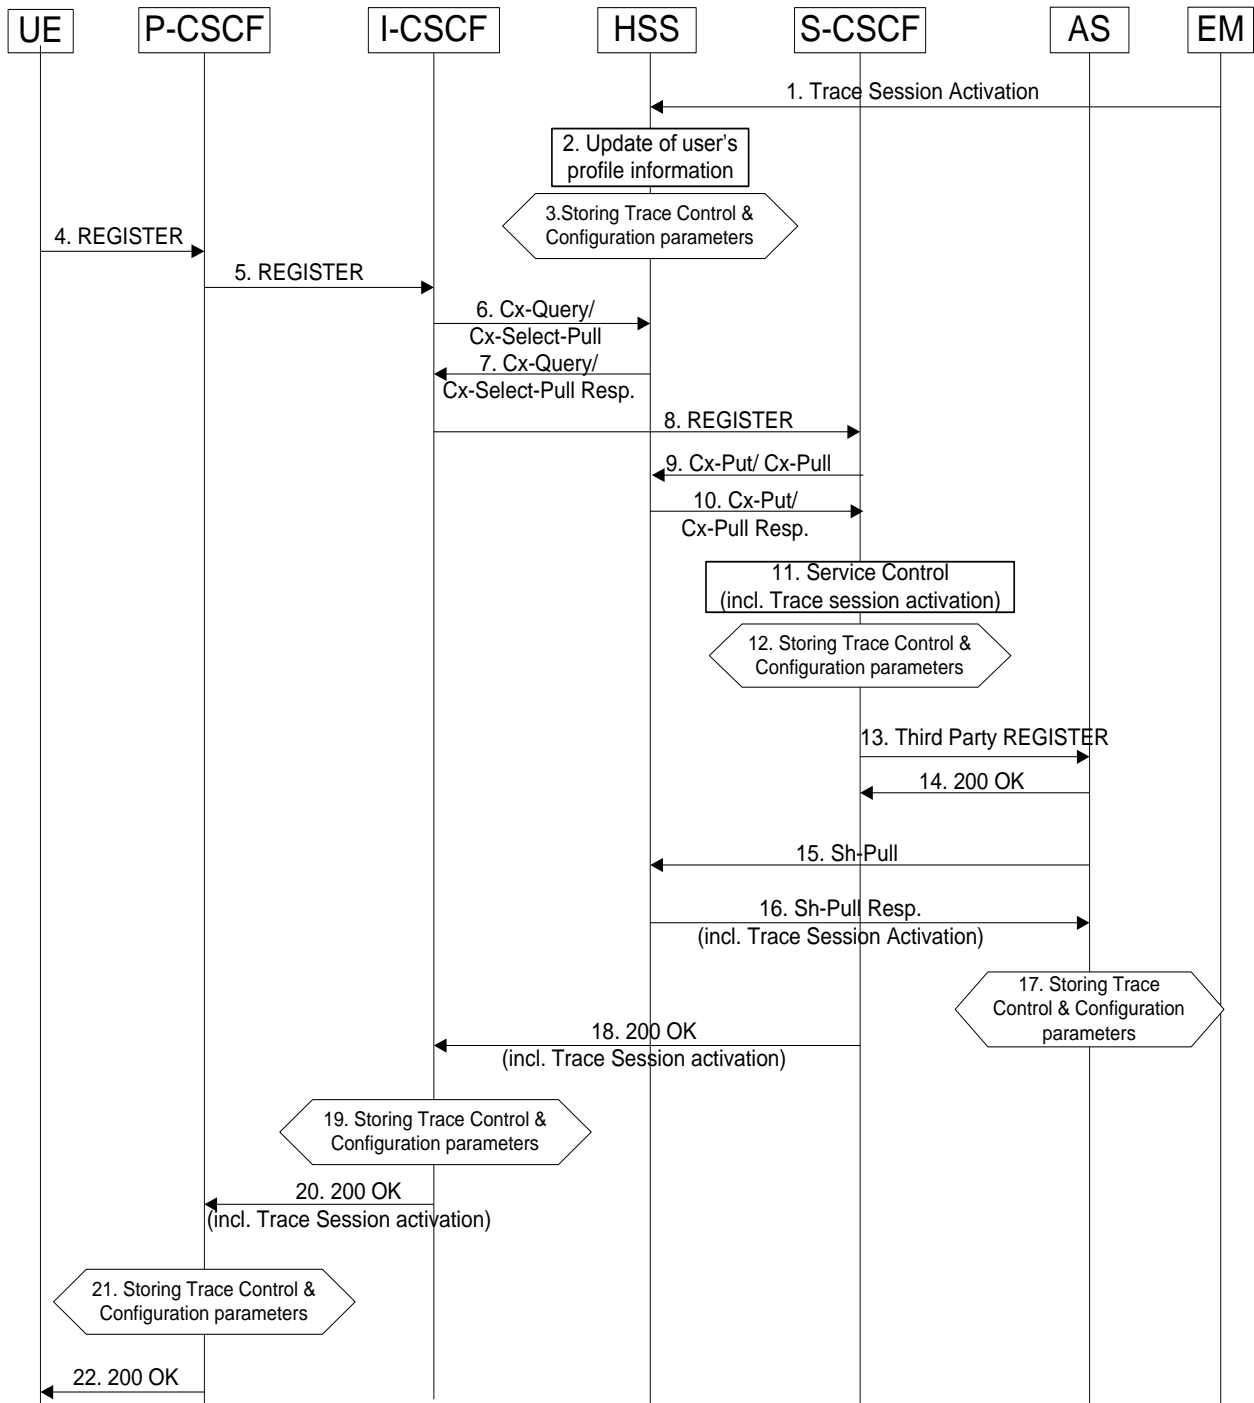 UE P-CSCF I-CSCF HSS S-CSCF AS EM
1. Trace Session Activation
2. Update of user’s
profile information
3.Storing Trace Control &
Configuration parameters
4. REGISTER
5. REGISTER
6. Cx-Query/
Cx-Select-Pull
7. Cx-Query/
Cx-Select-Pull Resp.
8. REGISTER
9. Cx-Put/ Cx-Pull
10. Cx-Put/
Cx-Pull Resp.
11. Service Control
(incl. Trace session activation)
12. Storing Trace Control &
Configuration parameters
13. Third Party REGISTER
14. 200 OK
15. Sh-Pull
16. Sh-Pull Resp.
(incl. Trace Session Activation)
17. Storing Trace
Control & Configuration
parameters
18. 200 OK
(incl. Trace Session activation)
19. Storing Trace Control &
Configuration parameters
20. 200 OK
(incl. Trace Session activation)
21. Storing Trace Control &
Configuration parameters
22. 200 OK